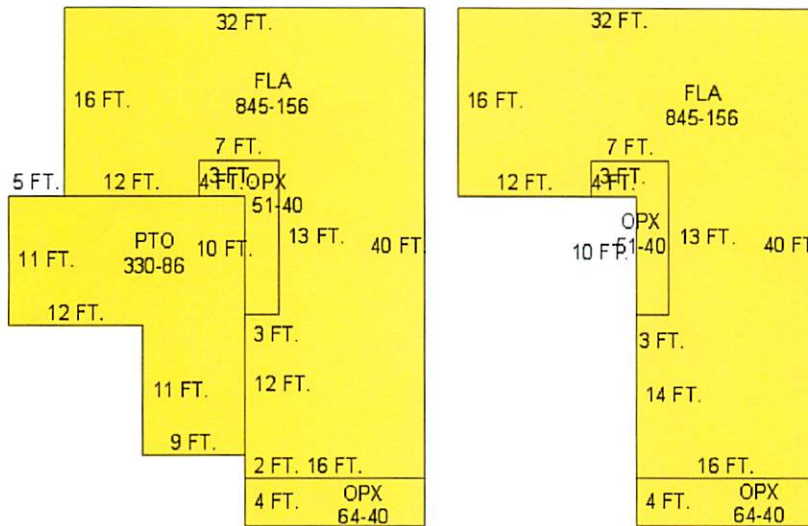 32 FT.
FLA
845-156
16 FT.
7 FT.
3 FT.
5 FT.
12 FT.
4 FT.
OPX
51-40
PTO
330-86
10 FT.
13 FT.
40 FT.
11 FT.
12 FT.
3 FT.
11 FT.
12 FT.
9 FT.
2 FT.
16 FT.
4 FT.
OPX
64-40
32 FT.
FLA
845-156
16 FT.
7 FT.
3 FT.
12 FT.
4 FT.
OPX
51-40
10 FT.
13 FT.
40 FT.
3 FT.
14 FT.
16 FT.
4 FT.
OPX
64-40